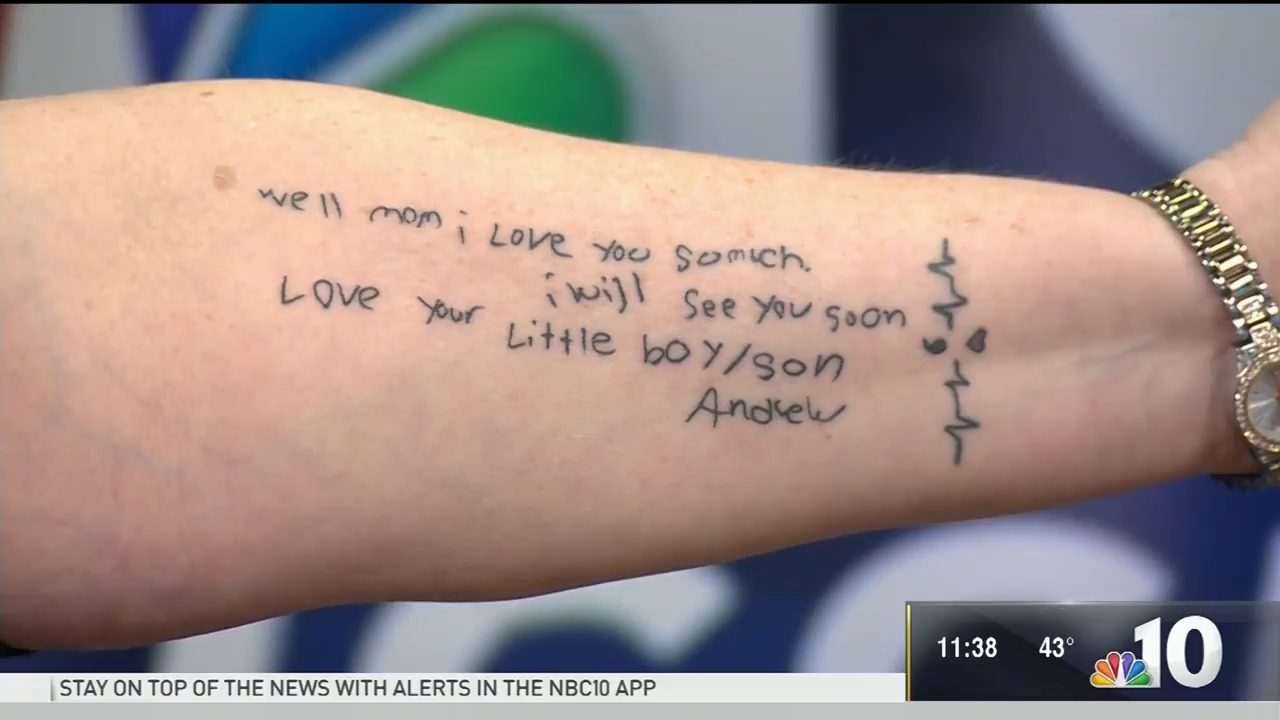 well mom i Love you somuch.
i will see you soon
Love your Little boy/son
Andrew
11:38 43° 10
STAY ON TOP OF THE NEWS WITH ALERTS IN THE NBC10 APP